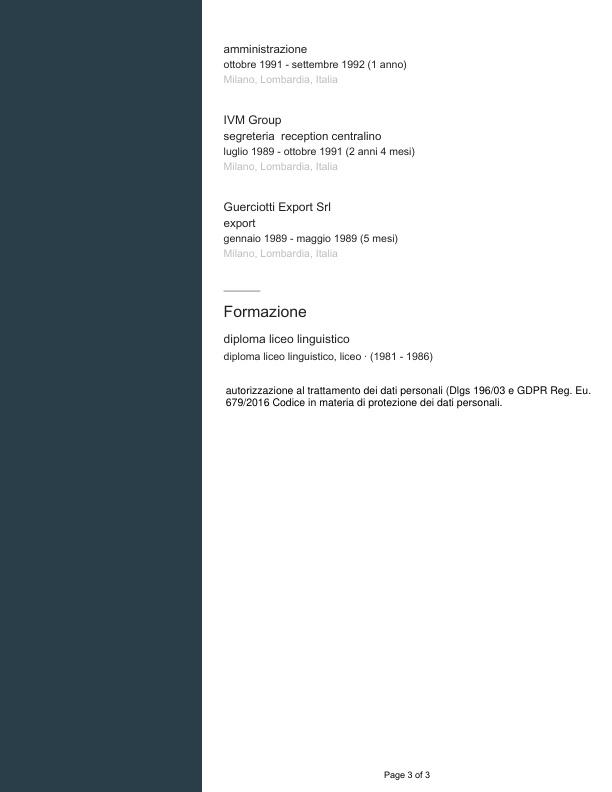 amministrazione
ottobre 1991 - settembre 1992 (1 anno)
Milano, Lombardia, Italia
IVM Group
segreteria reception centralino
luglio 1989 - ottobre 1991 (2 anni 4 mesi)
Milano, Lombardia, Italia
Guerciotti Export Srl
export
gennaio 1989 - maggio 1989 (5 mesi)
Milano, Lombardia, Italia
Formazione
diploma liceo linguistico
diploma liceo linguistico, liceo · (1981 - 1986)
autorizzazione al trattamento dei dati personali (Dlgs 196/03 e GDPR Reg. Eu.
679/2016 Codice in materia di protezione dei dati personali.
Page 3 of 3